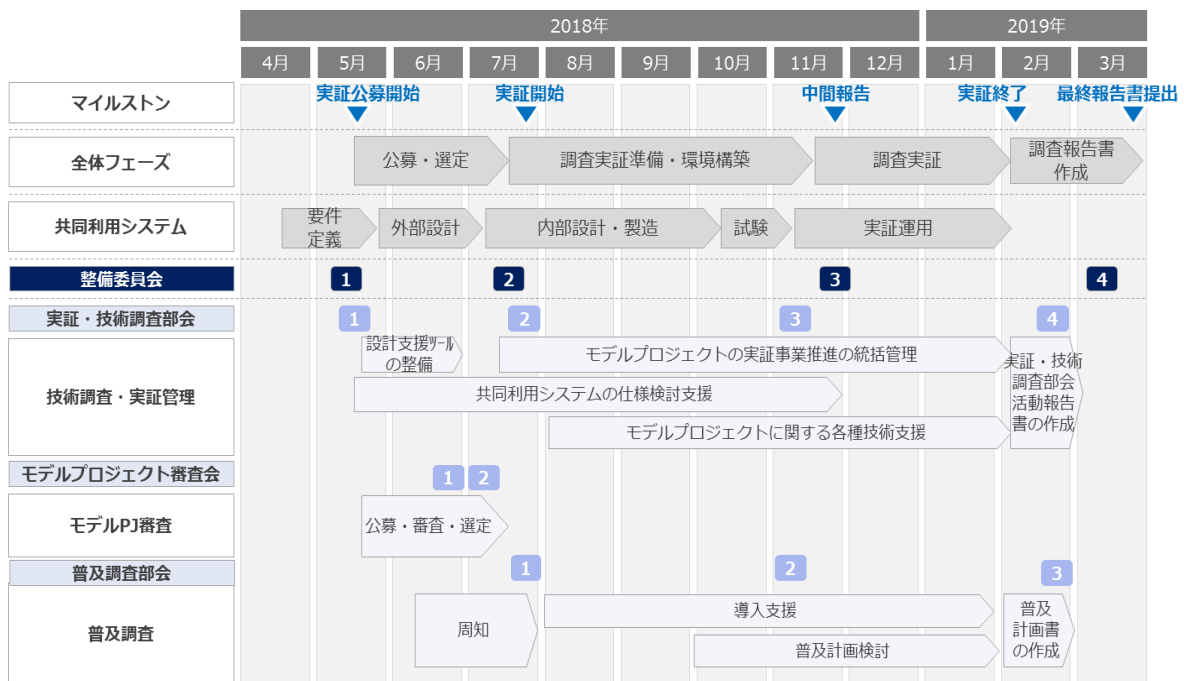 2018年
2019年
4月
5月
6月
7月
8月
9月
10月
11月
12月
1月
2月
3月
マイルストン
実証公募開始
実証開始
中間報告
実証終了
最終報告書提出
全体フェーズ
公募・選定
調査実証準備・環境構築
調査実証
調査報告書
作成
共同利用システム
要件
定義
外部設計
内部設計・製造
試験
実証運用
整備委員会
1
2
3
4
実証・技術調査部会
1
2
3
4
技術調査・実証管理
設計支援ﾂｰﾙ
の整備
モデルプロジェクトの実証事業推進の統括管理
共同利用システムの仕様検討支援
モデルプロジェクトに関する各種技術支援
実証・技術
調査部会
活動報告
書の作成
モデルプロジェクト審査会
1
2
モデルPJ審査
公募・審査・選定
普及調査部会
1
2
3
普及調査
周知
導入支援
普及計画検討
普及
計画書
の作成